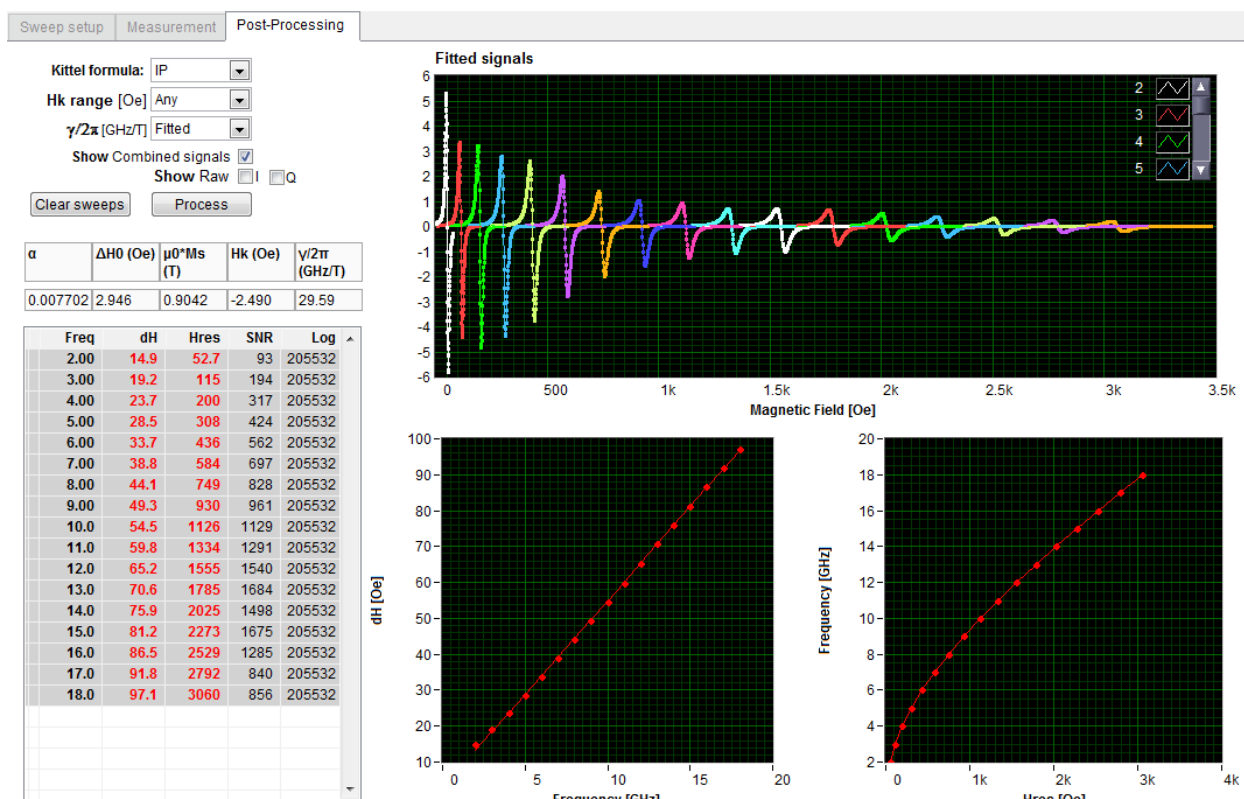 Sweep setup Measurement Post-Processing
Kittel formula: IP
Hk range [Oe] Any
γ/2π [GHz/T] Fitted
Show Combined signals
Show Raw I Q
Clear sweeps Process
α ΔH0 (Oe) μ0*Ms (T) Hk (Oe) γ/2π (GHz/T)
0.007702 2.946 0.9042 -2.490 29.59
Freq dH Hres SNR Log
2.00 14.9 52.7 93 205532
3.00 19.2 115 194 205532
4.00 23.7 200 317 205532
5.00 28.5 308 424 205532
6.00 33.7 436 562 205532
7.00 38.8 584 697 205532
8.00 44.1 749 828 205532
9.00 49.3 930 961 205532
10.0 54.5 1126 1129 205532
11.0 59.8 1334 1291 205532
12.0 65.2 1555 1540 205532
13.0 70.6 1785 1684 205532
14.0 75.9 2025 1498 205532
15.0 81.2 2273 1675 205532
16.0 86.5 2529 1285 205532
17.0 91.8 2792 840 205532
18.0 97.1 3060 856 205532
Fitted signals
6
5
4
3
2
1
0
-1
-2
-3
-4
-5
-6
2
3
4
5
0 500 1k 1.5k 2k 2.5k 3k 3.5k
Magnetic Field [Oe]
100
90
80
70
60
50
40
30
20
10
dH [Oe]
0 5 10 15 20
Frequency [GHz]
20
18
16
14
12
10
8
6
4
2
Frequency [GHz]
0 1k 2k 3k 4k
Hres [Oe]